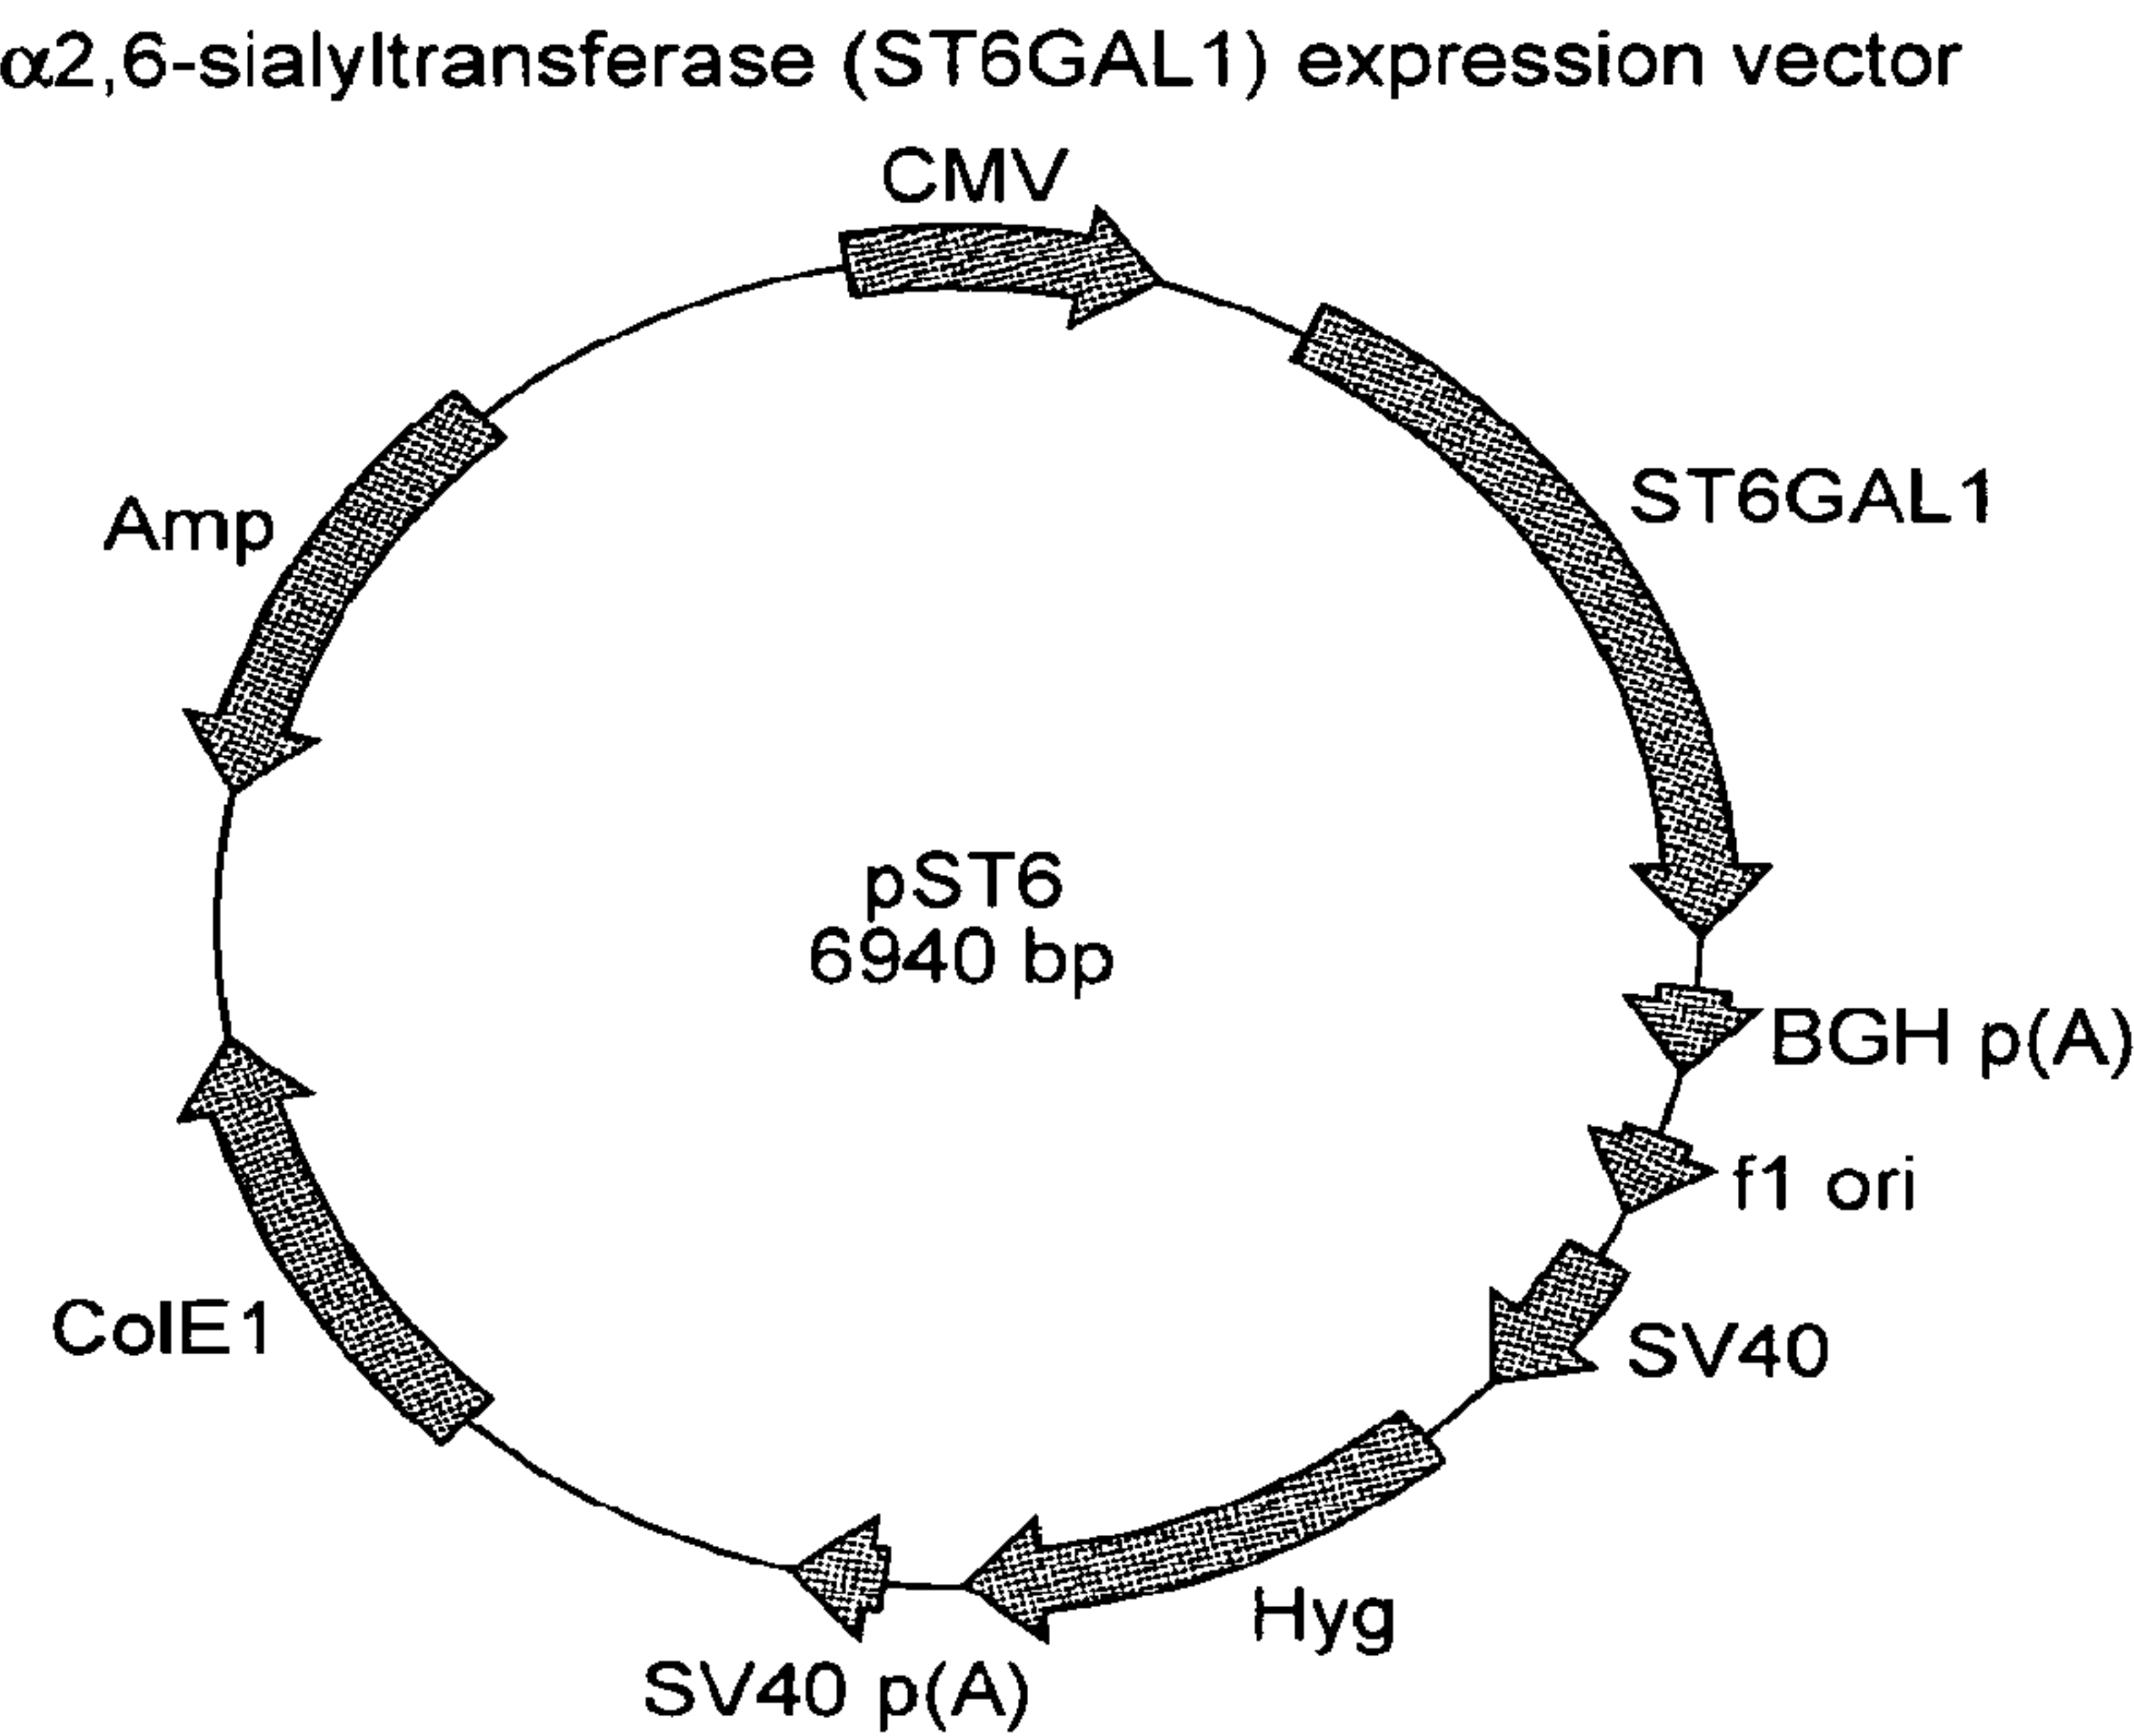 α2,6-sialyltransferase (ST6GAL1) expression vector
CMV
ST6GAL1
Amp
pST6
6940 bp
BGH p(A)
f1 ori
SV40
ColE1
Hyg
SV40 p(A)